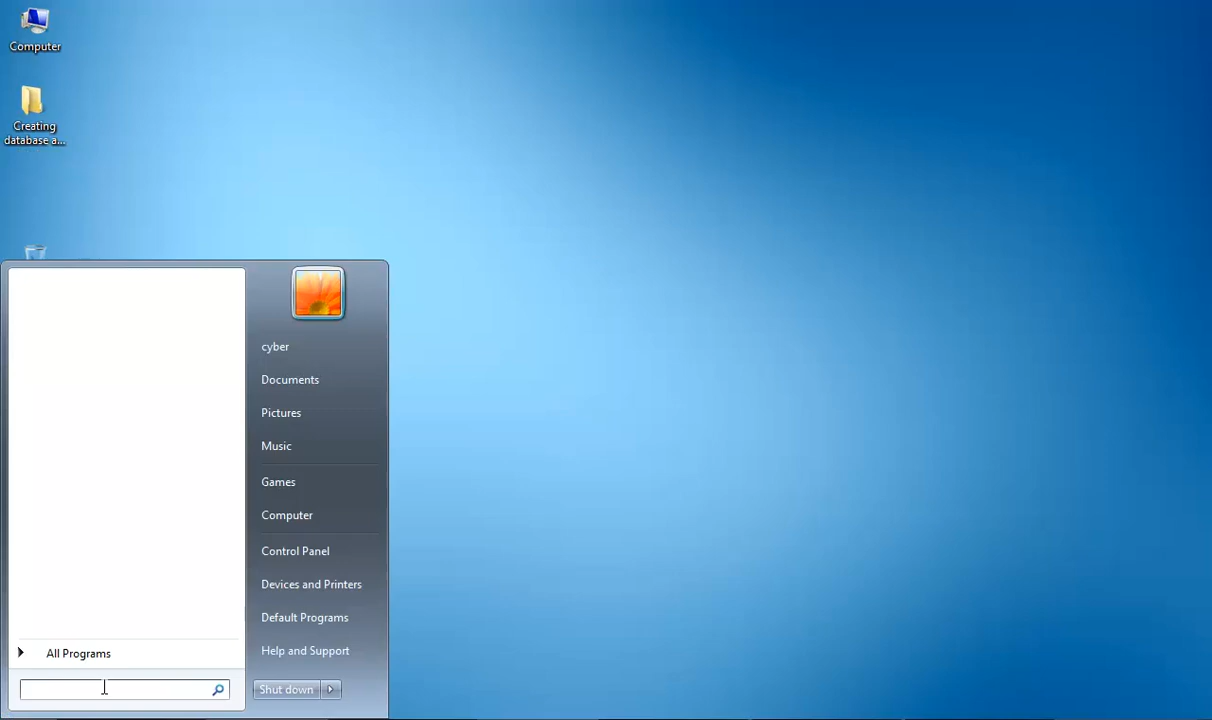 Computer
Creating
database a...
cyber
Documents
Pictures
Music
Games
Computer
Control Panel
Devices and Printers
Default Programs
Help and Support
All Programs
Shut down